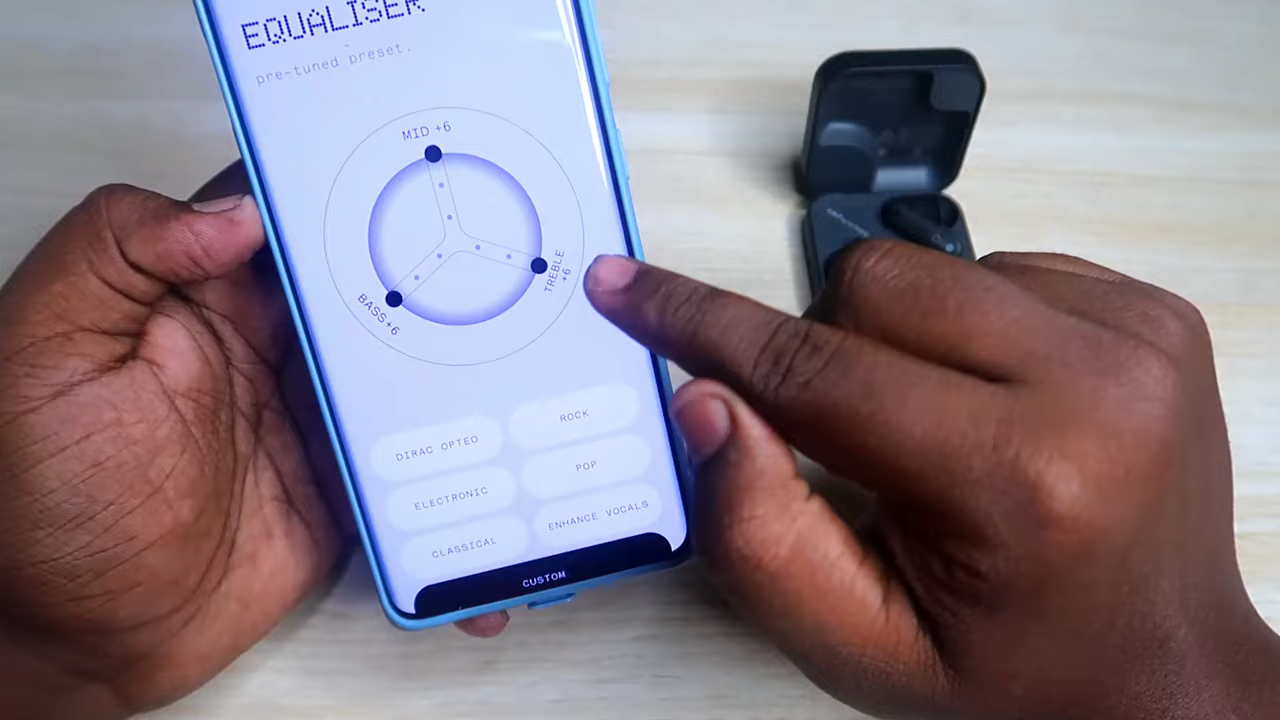 EQUALISER
pre-tuned preset.
MID +6
TREBLE
+6
BASS+6
DIRAC OPTEO
ROCK
ELECTRONIC
POP
CLASSICAL
ENHANCE VOCALS
CUSTOM